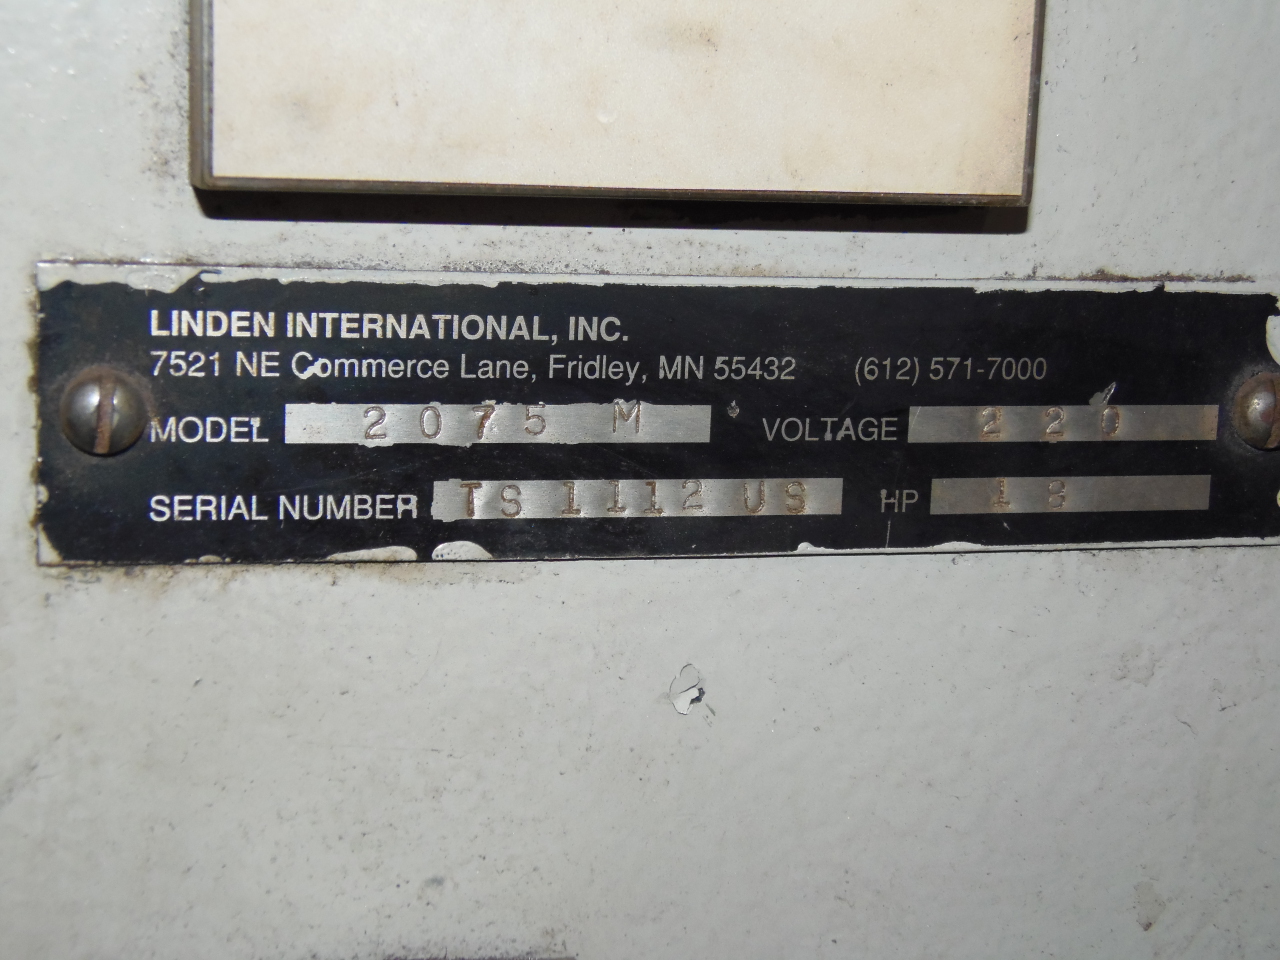 LINDEN INTERNATIONAL, INC.
7521 NE Commerce Lane, Fridley, MN 55432 (612) 571-7000
MODEL 2075 M VOLTAGE 220
SERIAL NUMBER TS 1112 US HP 18